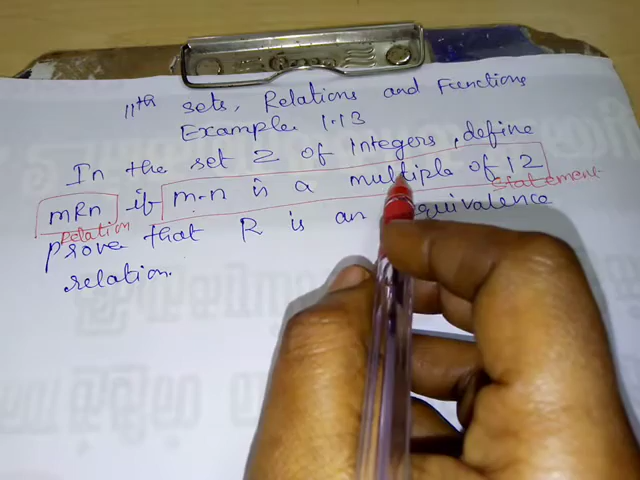 11th sets, Relations and Functions
Example 1.13
In the set Z of integers, define
mRn if m-n is a multiple of 12
Relation
statement
prove that R is an equivalence
relation.